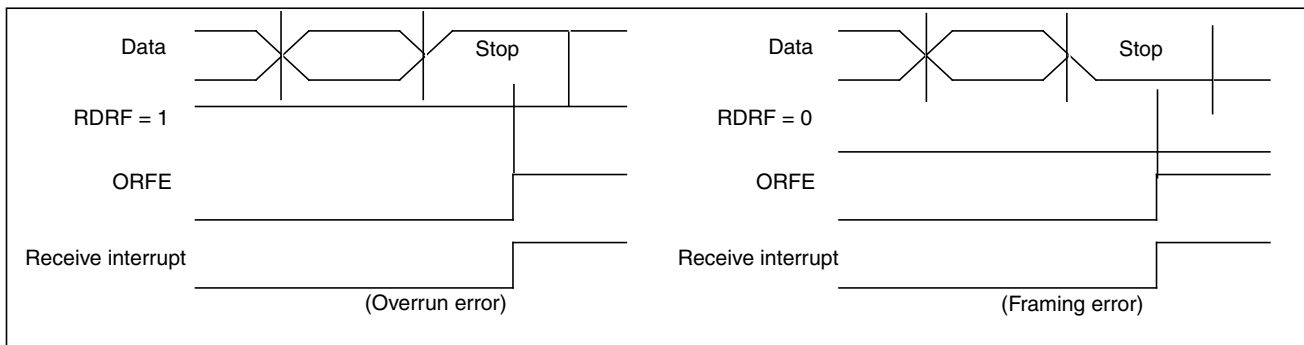 Data
Stop
RDRF = 1
ORFE
Receive interrupt
(Overrun error)
Data
Stop
RDRF = 0
ORFE
Receive interrupt
(Framing error)